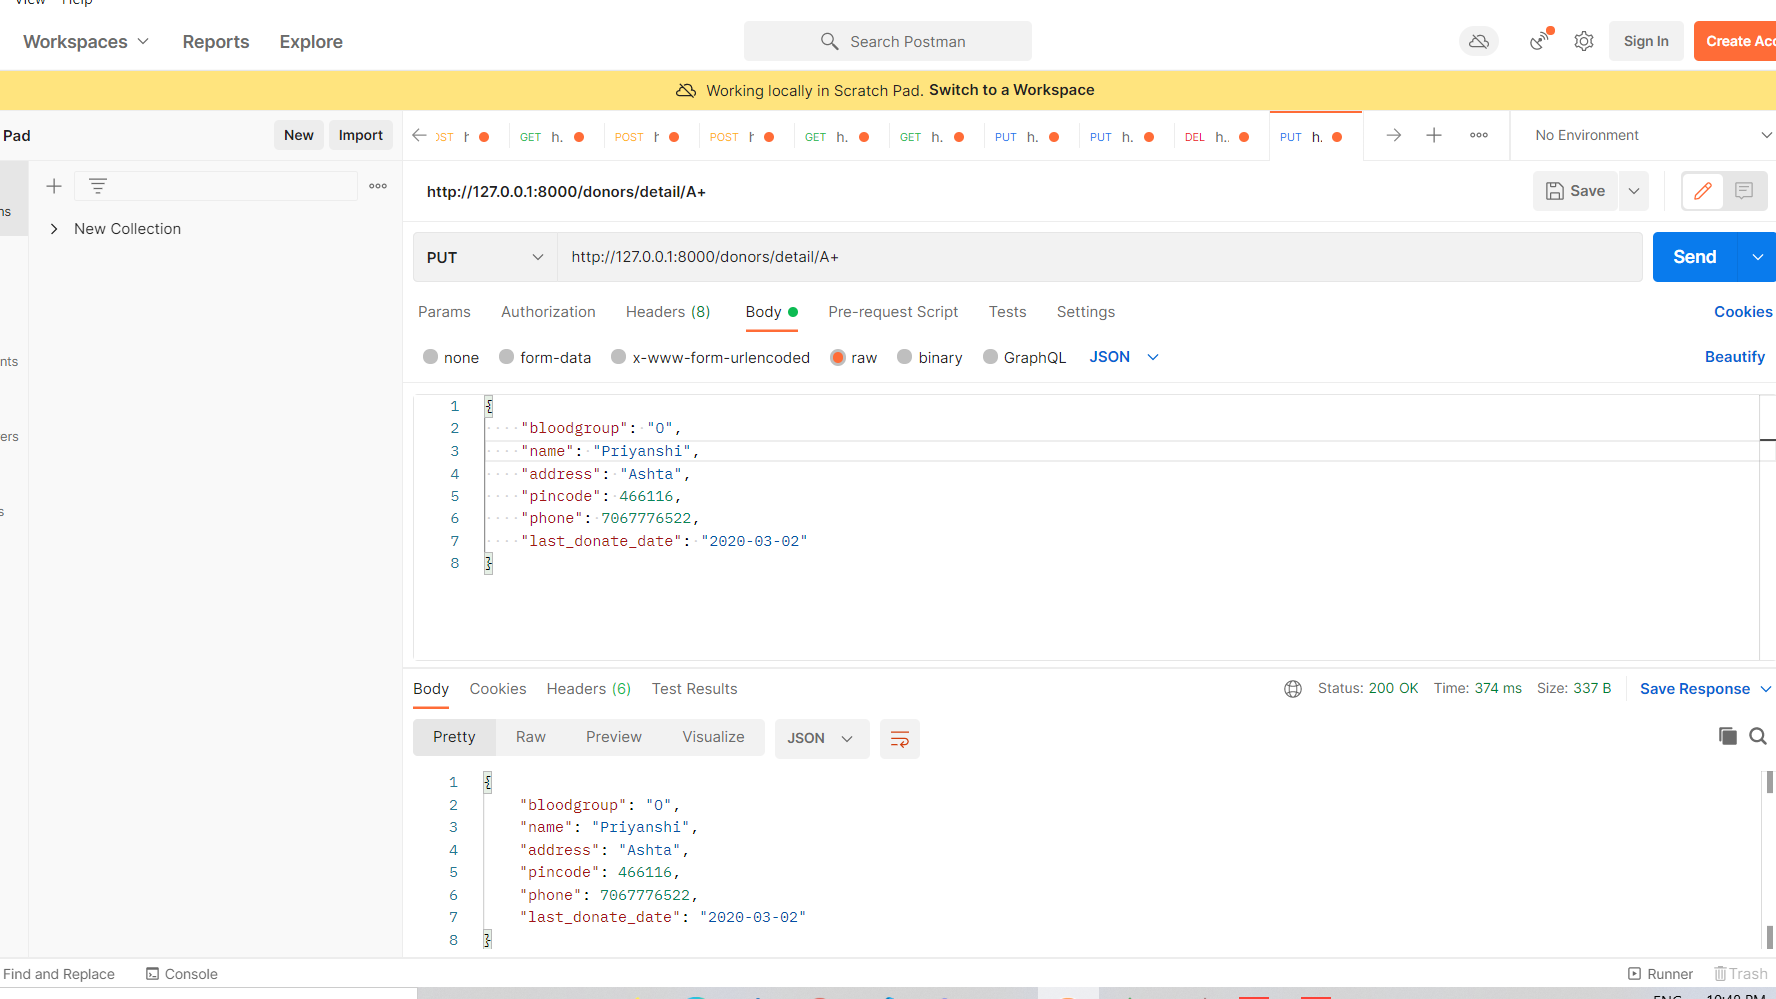 View Help
Workspaces Reports Explore Search Postman Sign In Create Acc
Working locally in Scratch Pad. Switch to a Workspace
Pad New Import OST h GET h. POST h POST h GET h. GET h. PUT h. PUT h. DEL h.. PUT h. No Environment
http://127.0.0.1:8000/donors/detail/A+ Save
ns
New Collection
PUT http://127.0.0.1:8000/donors/detail/A+ Send
Params Authorization Headers (8) Body Pre-request Script Tests Settings Cookies
nts
none form-data x-www-form-urlencoded raw binary GraphQL JSON Beautify
1 {
2 "bloodgroup": "O",
ers
3 "name": "Priyanshi",
4 "address": "Ashta",
5 "pincode": 466116,
s
6 "phone": 7067776522,
7 "last_donate_date": "2020-03-02"
8 }
Body Cookies Headers (6) Test Results Status: 200 OK Time: 374 ms Size: 337 B Save Response
Pretty Raw Preview Visualize JSON
1 {
2 "bloodgroup": "O",
3 "name": "Priyanshi",
4 "address": "Ashta",
5 "pincode": 466116,
6 "phone": 7067776522,
7 "last_donate_date": "2020-03-02"
8 }
Find and Replace Console Runner Trash